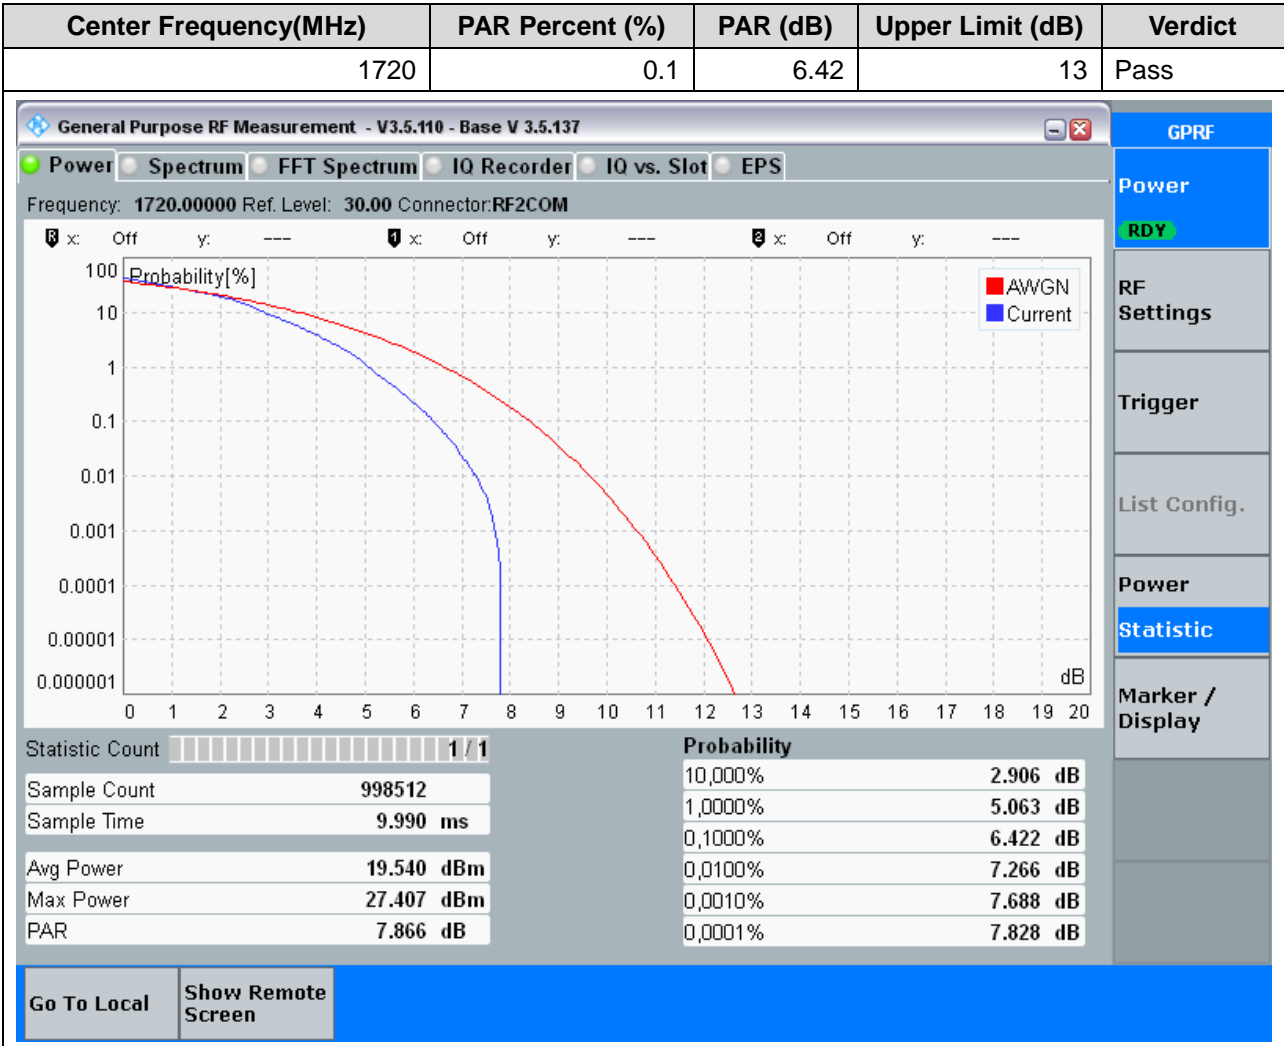 Center Frequency(MHz) PAR Percent (%) PAR (dB) Upper Limit (dB) Verdict
1720 0.1 6.42 13 Pass
General Purpose RF Measurement - V3.5.110 - Base V 3.5.137
GPRF
Power Spectrum FFT Spectrum IQ Recorder IQ vs. Slot EPS
Frequency: 1720.00000 Ref. Level: 30.00 Connector:RF2COM
R x: Off y: --- 1 x: Off y: --- 2 x: Off y: ---
Probability[%]
AWGN
Current
100
10
1
0.1
0.01
0.001
0.0001
0.00001
0.000001
dB
0 1 2 3 4 5 6 7 8 9 10 11 12 13 14 15 16 17 18 19 20
Statistic Count 1 / 1
Sample Count 998512
Sample Time 9.990 ms
Avg Power 19.540 dBm
Max Power 27.407 dBm
PAR 7.866 dB
Probability
10,000% 2.906 dB
1,0000% 5.063 dB
0,1000% 6.422 dB
0,0100% 7.266 dB
0,0010% 7.688 dB
0,0001% 7.828 dB
Power
RDY
RF
Settings
Trigger
List Config.
Power
Statistic
Marker /
Display
Go To Local
Show Remote
Screen